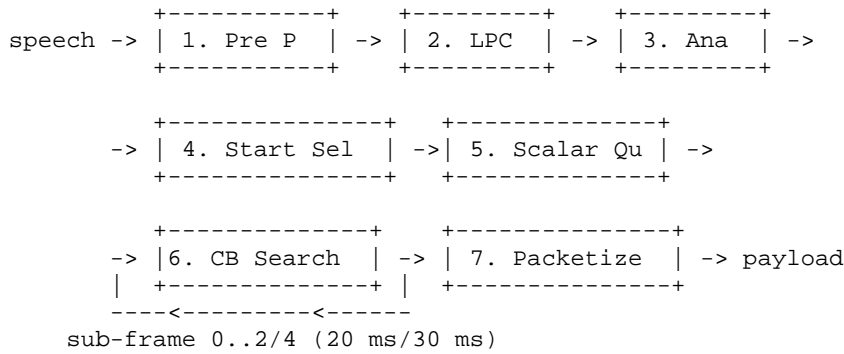 speech -> | 1. Pre P | -> | 2. LPC | -> | 3. Ana | ->
-> | 4. Start Sel | ->| 5. Scalar Qu | ->
-> |6. CB Search | -> | 7. Packetize | -> payload
sub-frame 0..2/4 (20 ms/30 ms)